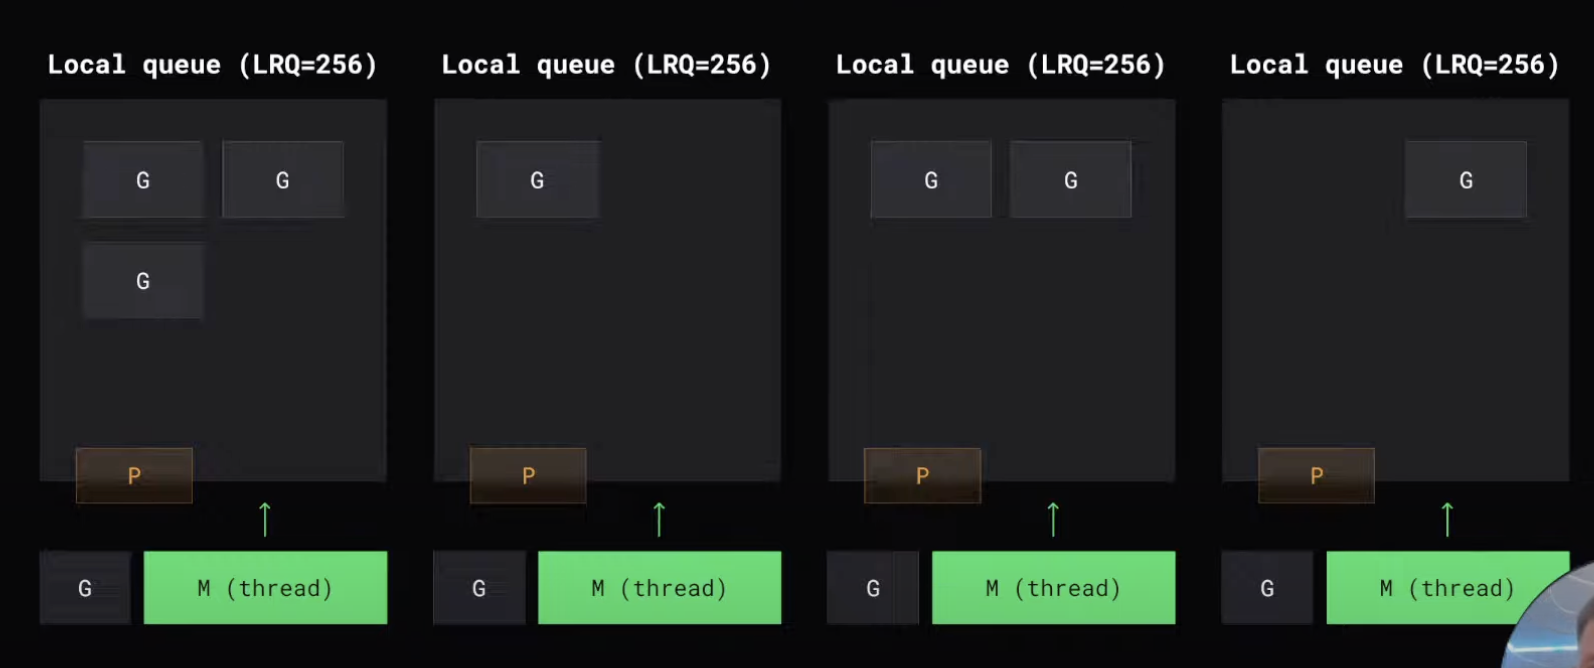 Local queue (LRQ=256)
Local queue (LRQ=256)
Local queue (LRQ=256)
Local queue (LRQ=256)
G G
G
G G
G
G
P
P
P
P
G M (thread)
G M (thread)
G M (thread)
G M (thread)